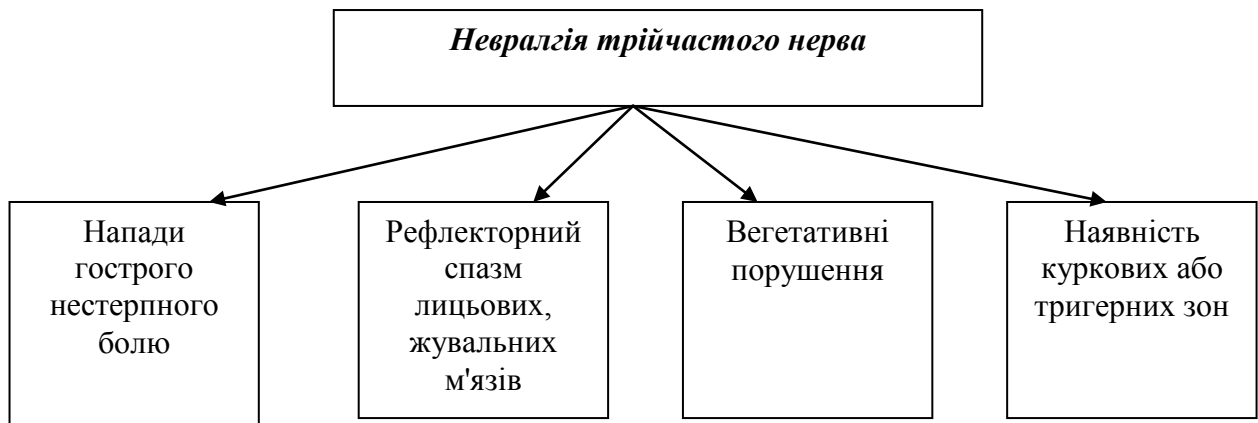 Невралгія трійчастого нерва
Напади
гострого
нестерпного
болю
Рефлекторний
спазм
лицьових,
жувальних
м'язів
Вегетативні
порушення
Наявність
куркових або
тригерних зон